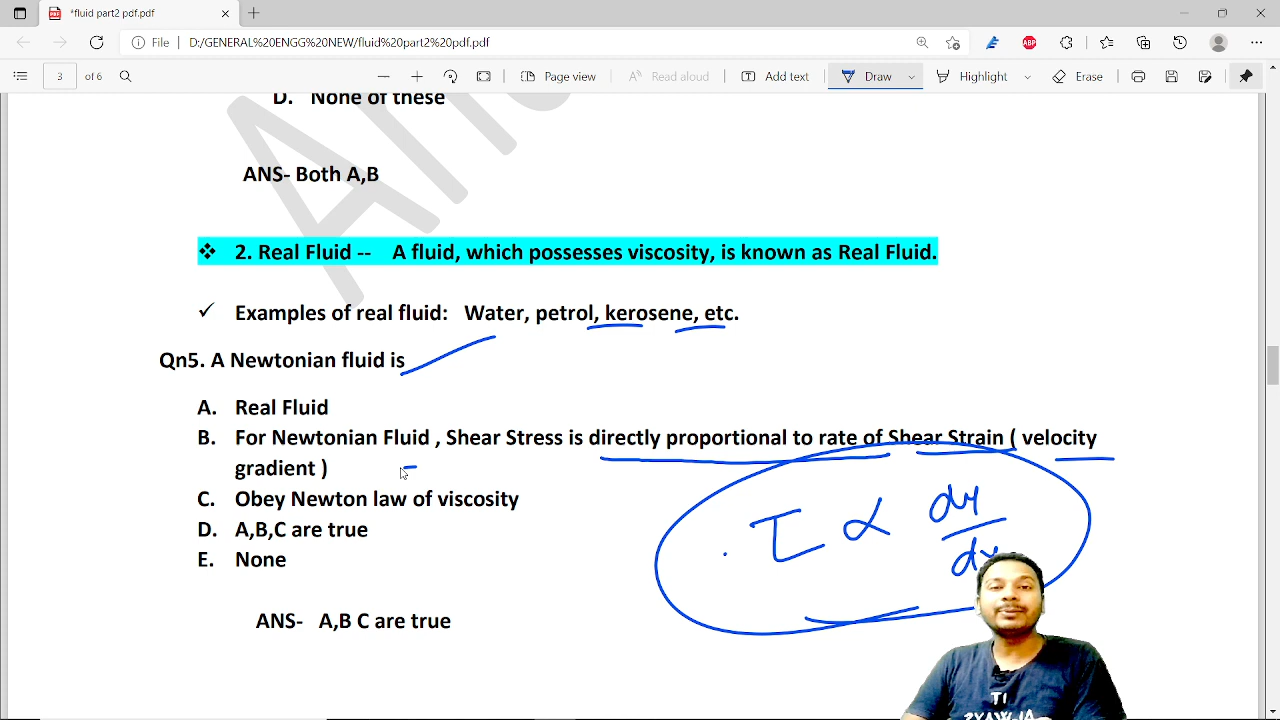 *fluid part2 pdf.pdf
File | D:/GENERAL%20ENGG%20NEW/fluid%20part2%20pdf.pdf
ABP
3 of 6 Page view Read aloud Add text Draw Highlight Erase
D. None of these
ANS- Both A,B
❖ 2. Real Fluid -- A fluid, which possesses viscosity, is known as Real Fluid.
✓ Examples of real fluid: Water, petrol, kerosene, etc.
Qn5. A Newtonian fluid is
A. Real Fluid
B. For Newtonian Fluid , Shear Stress is directly proportional to rate of Shear Strain ( velocity
gradient )
C. Obey Newton law of viscosity
τ ∝ du
D. A,B,C are true
E. None
ANS- A,B C are true